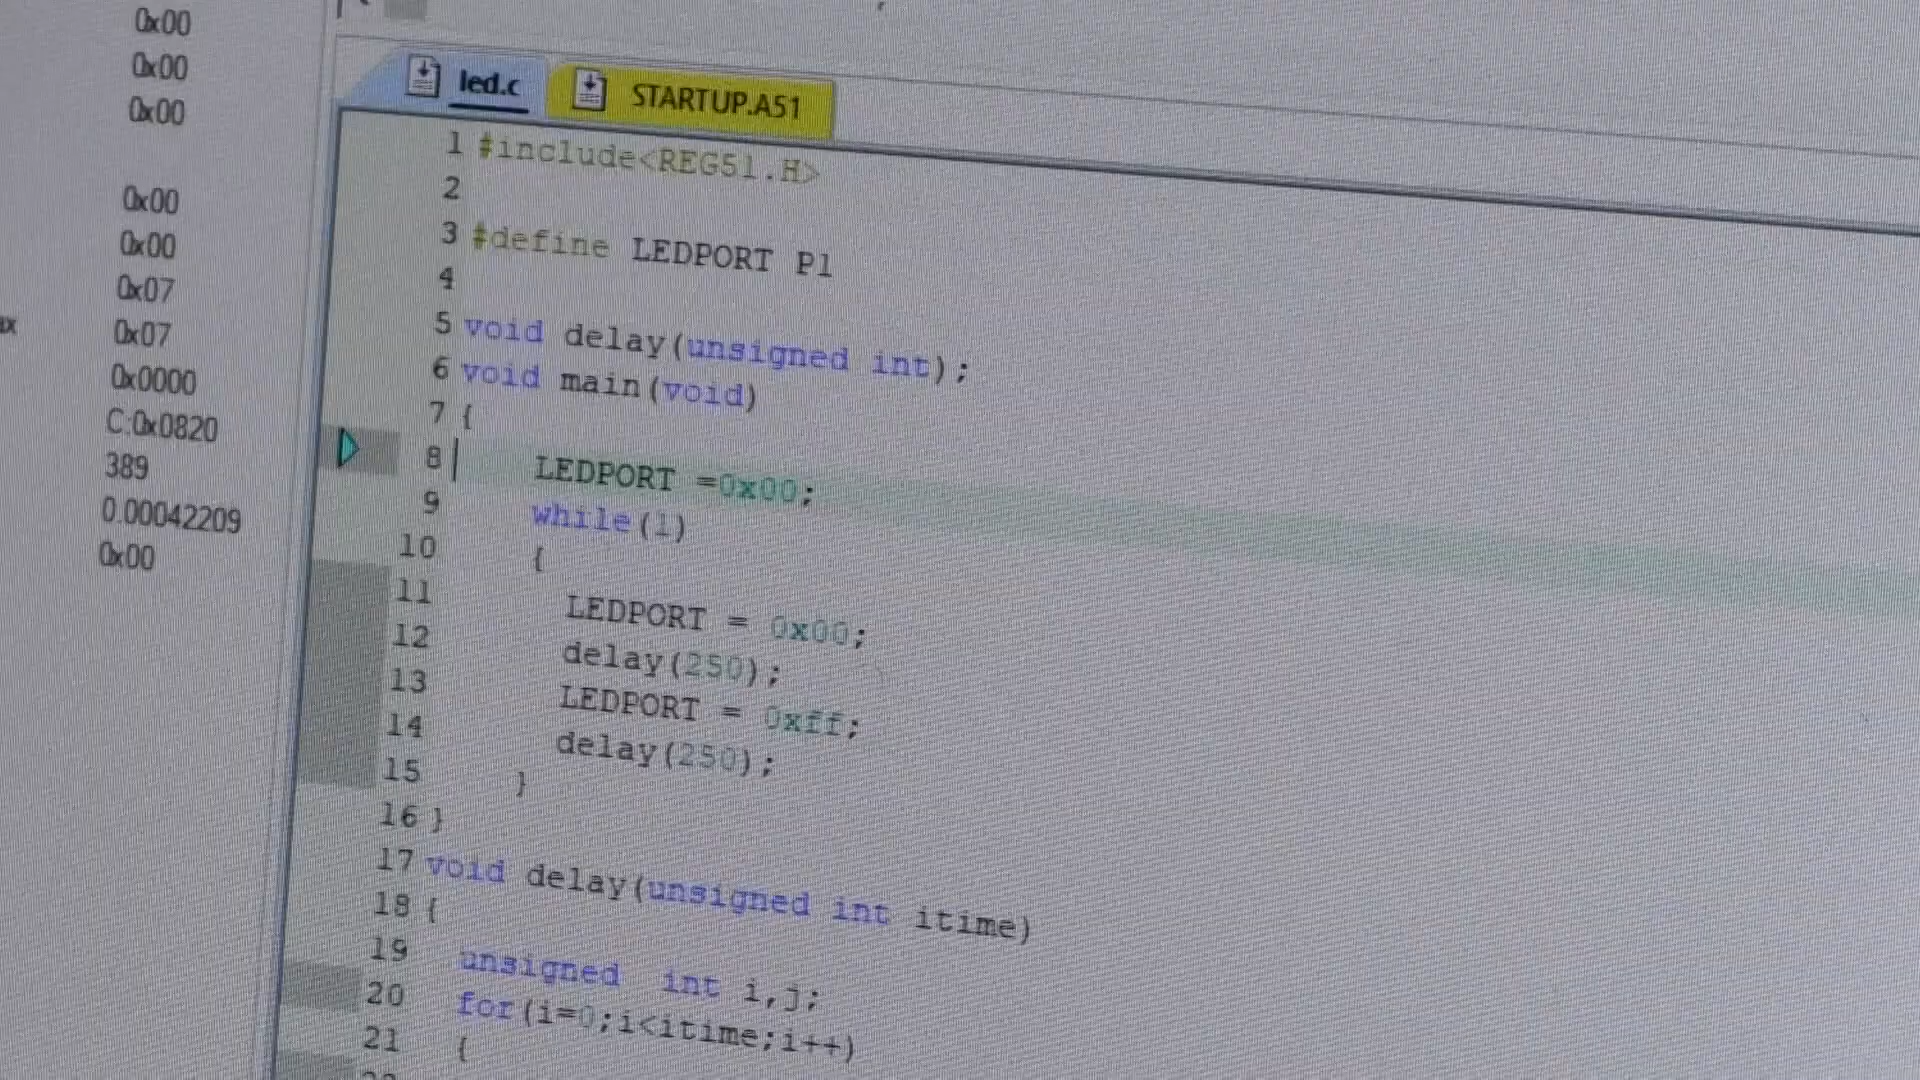 0x00
0x00
0x00
0x00
0x00
0x07
0x07
0x0000
C:0x0820
389
0.00042209
0x00
led.c STARTUP.A51
1 #include<REG51.H>
2
3 #define LEDPORT P1
4
5 void delay(unsigned int);
6 void main(void)
7 {
8 LEDPORT =0x00;
9 while(1)
10 {
11 LEDPORT = 0x00;
12 delay(250);
13 LEDPORT = 0xff;
14 delay(250);
15 }
16 }
17 void delay(unsigned int itime)
18 {
19 unsigned int i,j;
20 for(i=0;i<itime;i++)
21 {